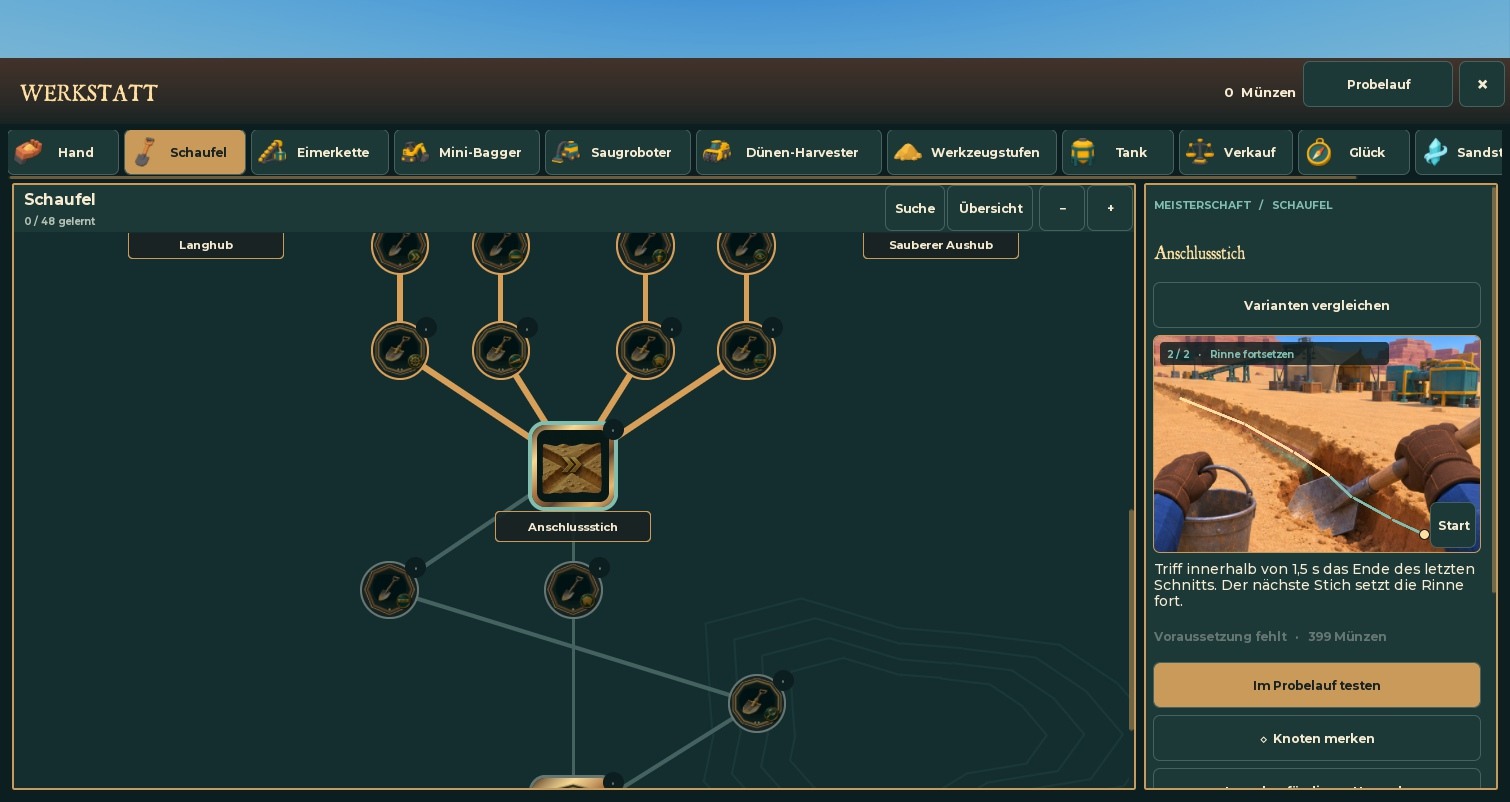 WERKSTATT
0 Münzen
Probelauf
×
Hand
Schaufel
Eimerkette
Mini-Bagger
Saugroboter
Dünen-Harvester
Werkzeugstufen
Tank
Verkauf
Glück
Sandst
Schaufel
0 / 48 gelernt
Suche
Übersicht
–
+
Langhub
Sauberer Aushub
Anschlussstich
MEISTERSCHAFT / SCHAUFEL
Anschlussstich
Varianten vergleichen
2 / 2 · Rinne fortsetzen
Start
Triff innerhalb von 1,5 s das Ende des letzten
Schnitts. Der nächste Stich setzt die Rinne
fort.
Voraussetzung fehlt · 399 Münzen
Im Probelauf testen
⋄ Knoten merken